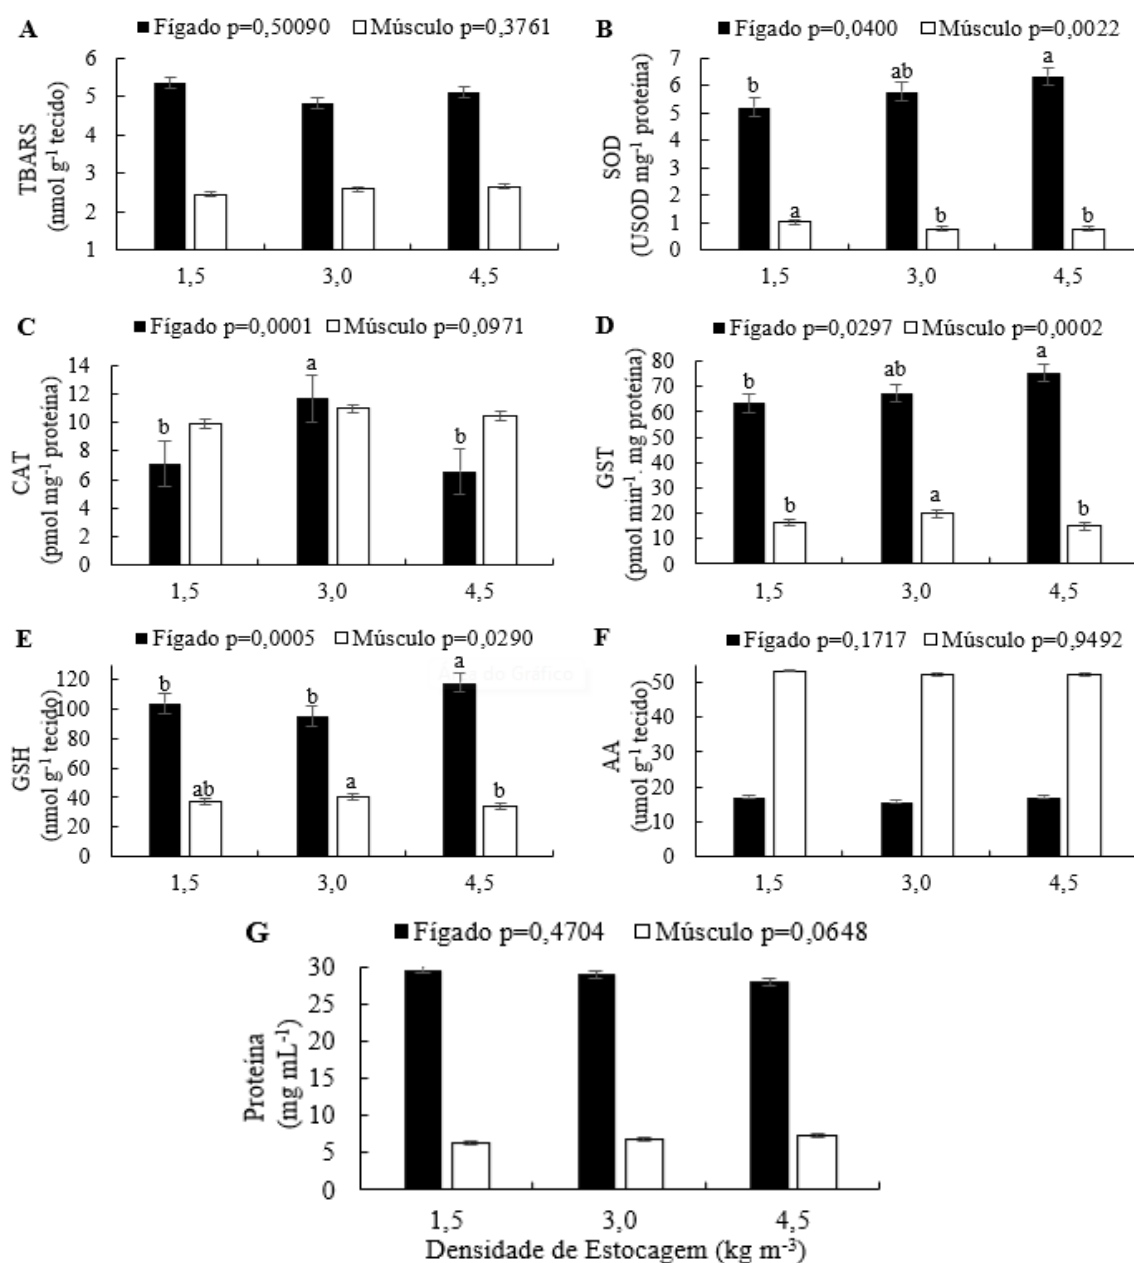 A
■ Fígado p=0,50090 □ Músculo p=0,3761
TBARS
(nmol g⁻¹ tecido)
6
5
4
3
2
1
1,5 3,0 4,5
B
■ Fígado p=0,0400 □ Músculo p=0,0022
SOD
(USOD mg⁻¹ proteína)
7
6
5
4
3
2
1
0
b ab a
a b b
1,5 3,0 4,5
C
■ Fígado p=0,0001 □ Músculo p=0,0971
CAT
(pmol mg⁻¹ proteína)
14
12
10
8
6
4
2
0
b a b
1,5 3,0 4,5
D
■ Fígado p=0,0297 □ Músculo p=0,0002
GST
(pmol min⁻¹. mg proteína)
80
70
60
50
40
30
20
10
0
b ab a
b a b
1,5 3,0 4,5
E
■ Fígado p=0,0005 □ Músculo p=0,0290
GSH
(nmol g⁻¹ tecido)
120
100
80
60
40
20
0
b b a
ab a b
1,5 3,0 4,5
Área do Gráfico
F
■ Fígado p=0,1717 □ Músculo p=0,9492
AA
(umol g⁻¹ tecido)
50
40
30
20
10
0
1,5 3,0 4,5
G
■ Fígado p=0,4704 □ Músculo p=0,0648
Proteína
(mg mL⁻¹)
30
25
20
15
10
5
0
1,5 3,0 4,5
Densidade de Estocagem (kg m⁻³)